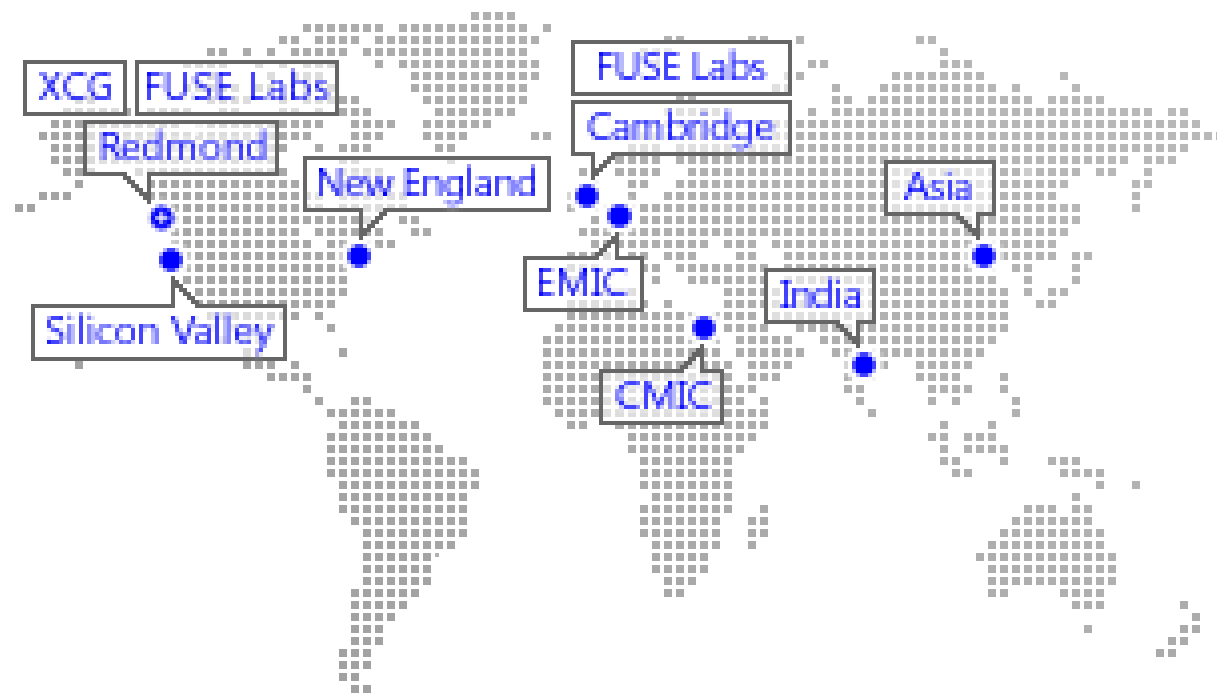 XCG
FUSE Labs
FUSE Labs
Redmond
Cambridge
New England
Asia
EMIC
India
Silicon Valley
CMIC